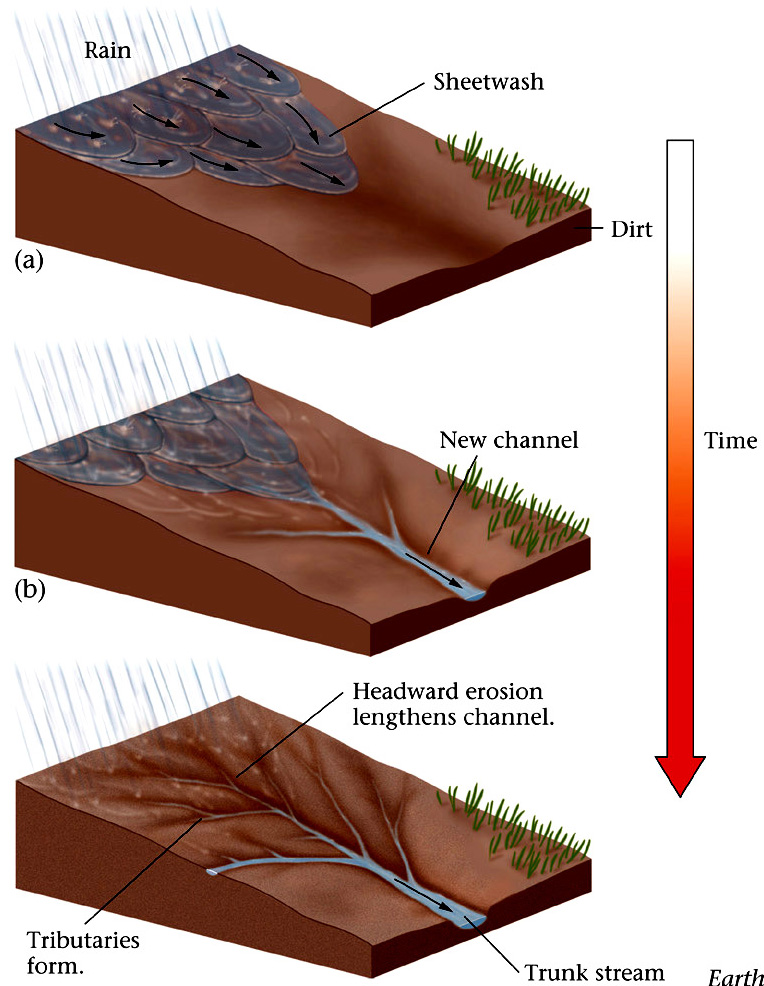 Rain
Sheetwash
Dirt
(a)
New channel
Time
(b)
Headward erosion
lengthens channel.
Tributaries
form.
Trunk stream
Earth